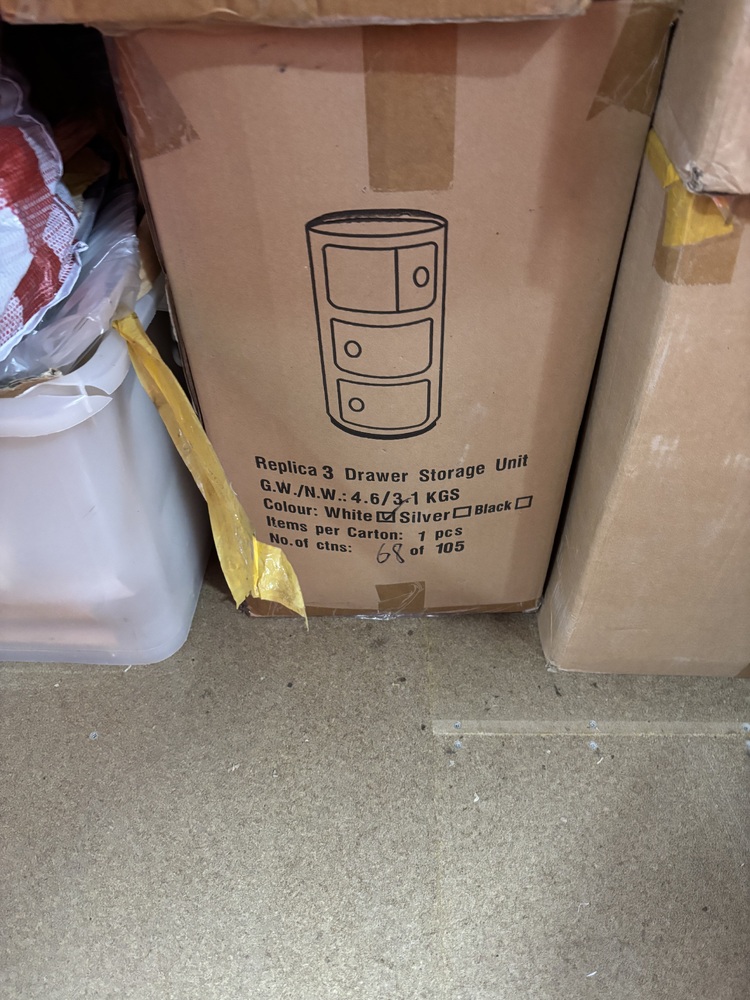 Replica 3 Drawer Storage Unit
G.W./N.W.: 4.6/3.1 KGS
Colour: White ☑ Silver ☐ Black ☐
Items per Carton: 1 pcs
No. of ctns: 68 of 105